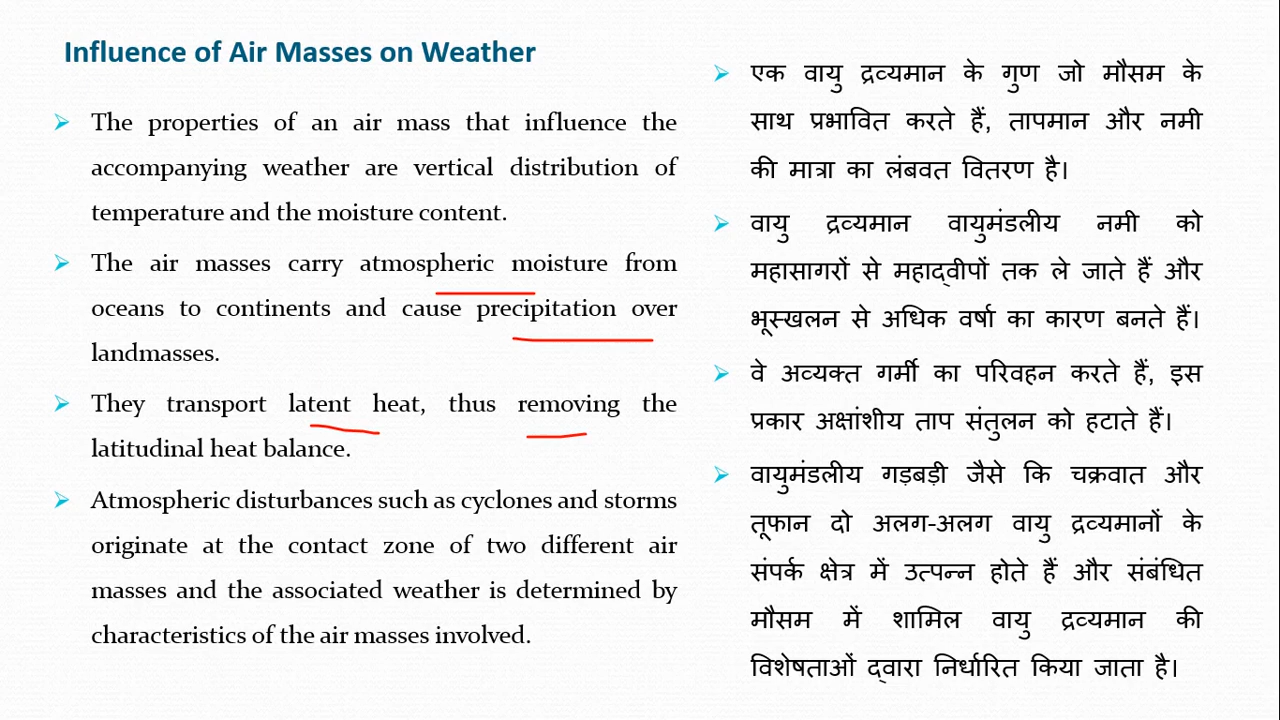 Influence of Air Masses on Weather
➢ The properties of an air mass that influence the
accompanying weather are vertical distribution of
temperature and the moisture content.
➢ The air masses carry atmospheric moisture from
oceans to continents and cause precipitation over
landmasses.
➢ They transport latent heat, thus removing the
latitudinal heat balance.
➢ Atmospheric disturbances such as cyclones and storms
originate at the contact zone of two different air
masses and the associated weather is determined by
characteristics of the air masses involved.
➢ एक वायु द्रव्यमान के गुण जो मौसम के
साथ प्रभावित करते हैं, तापमान और नमी
की मात्रा का लंबवत वितरण है।
➢ वायु द्रव्यमान वायुमंडलीय नमी को
महासागरों से महाद्वीपों तक ले जाते हैं और
भूस्खलन से अधिक वर्षा का कारण बनते हैं।
➢ वे अव्यक्त गर्मी का परिवहन करते हैं, इस
प्रकार अक्षांशीय ताप संतुलन को हटाते हैं।
➢ वायुमंडलीय गड़बड़ी जैसे कि चक्रवात और
तूफान दो अलग-अलग वायु द्रव्यमानों के
संपर्क क्षेत्र में उत्पन्न होते हैं और संबंधित
मौसम में शामिल वायु द्रव्यमान की
विशेषताओं द्वारा निर्धारित किया जाता है।